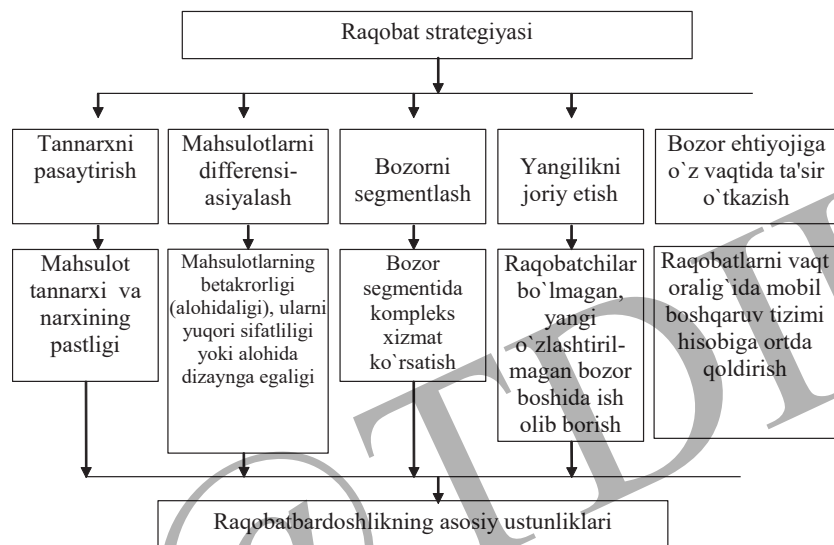 Raqobat strategiyasi
Tannarxni
pasaytirish
Mahsulotlarni
differensi-
asiyalash
Bozorni
segmentlash
Yangilikni
joriy etish
Bozor ehtiyojiga
o`z vaqtida ta'sir
o`tkazish
Mahsulot
tannarxi va
narxining
pastligi
Mahsulotlarning
betakrorligi
(alohidaligi), ularni
yuqori sifatliligi
yoki alohida
dizaynga egaligi
Bozor
segmentida
kompleks
xizmat
ko`rsatish
Raqobatchilar
bo`lmagan,
yangi
o`zlashtiril-
magan bozor
boshida ish
olib borish
Raqobatlarni vaqt
oralig`ida mobil
boshqaruv tizimi
hisobiga ortda
qoldirish
Raqobatbardoshlikning asosiy ustunliklari
@TDI